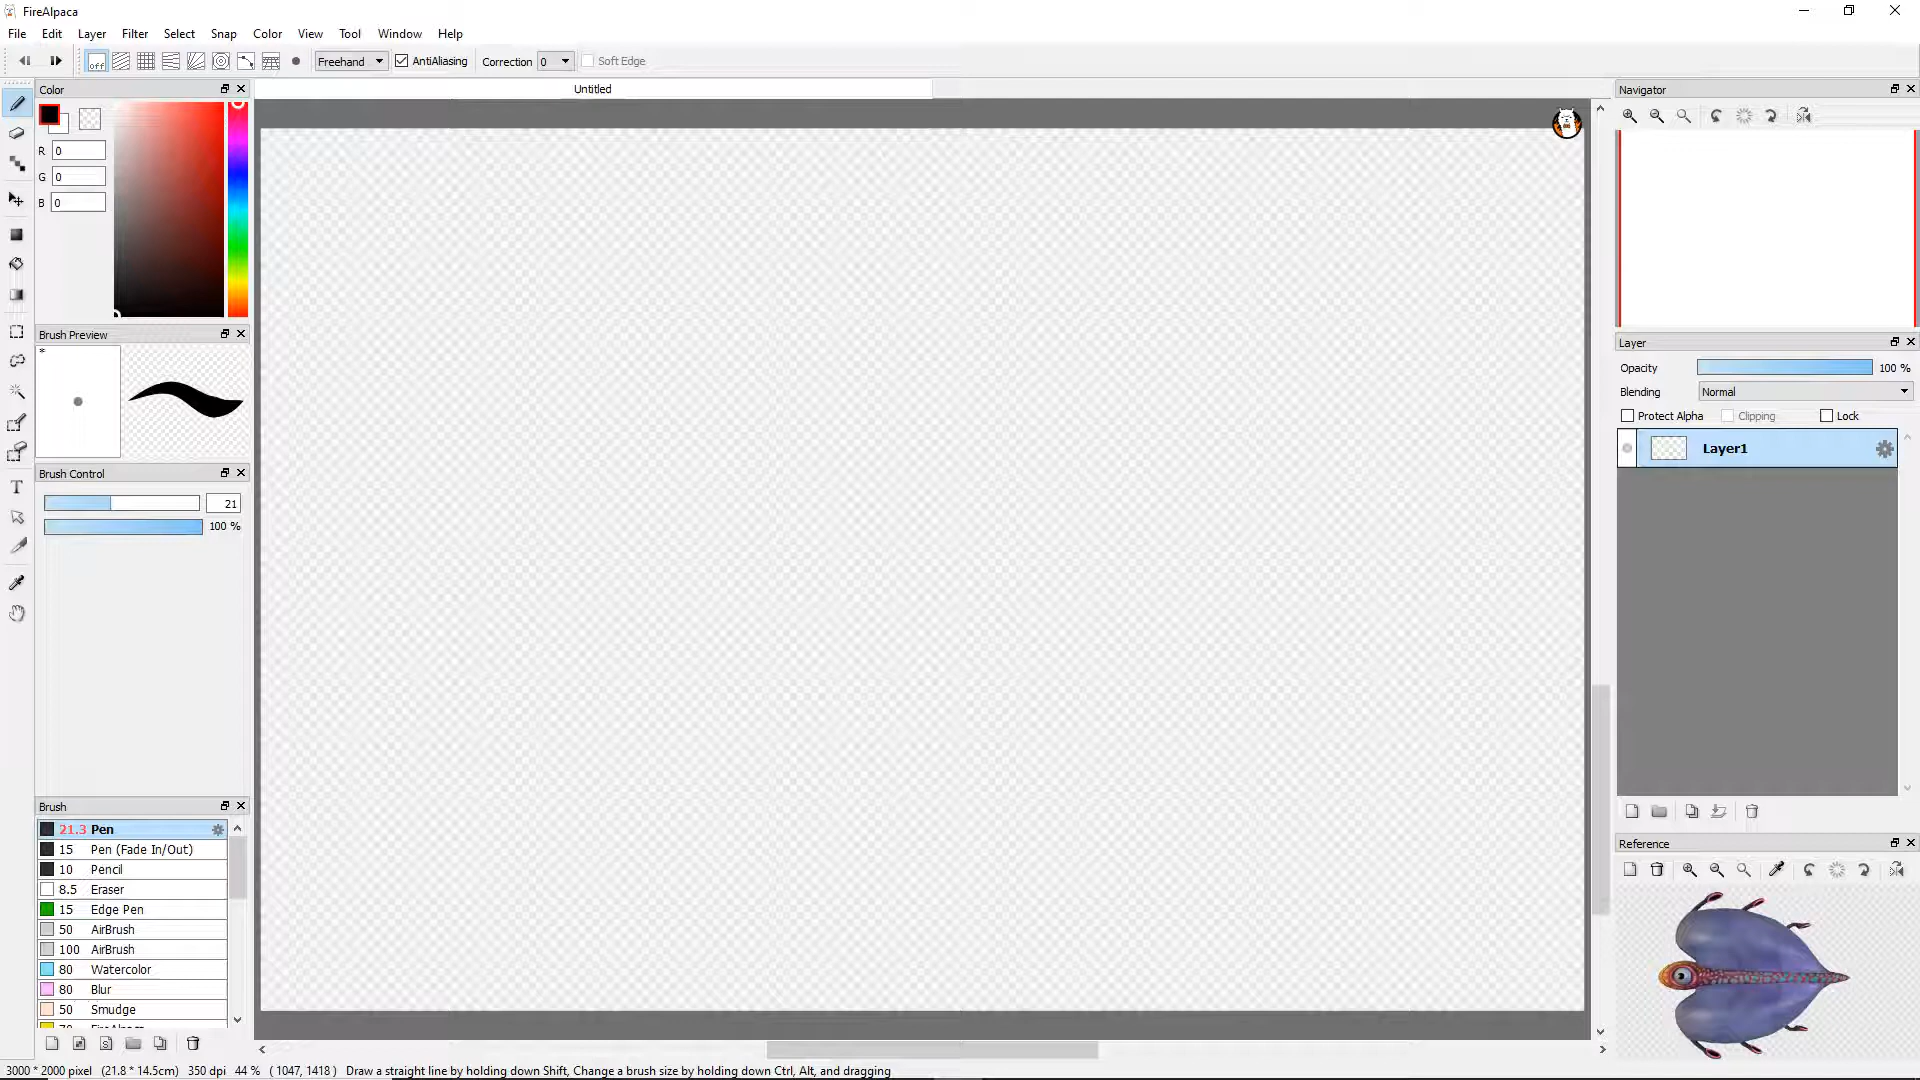 FireAlpaca
File Edit Layer Filter Select Snap Color View Tool Window Help
off Freehand AntiAliasing Correction 0 Soft Edge
Color
R 0
G 0
B 0
Brush Preview
*
Brush Control
21
100 %
Brush
21.3 Pen
15 Pen (Fade In/Out)
10 Pencil
8.5 Eraser
15 Edge Pen
50 AirBrush
100 AirBrush
80 Watercolor
80 Blur
50 Smudge
Untitled
Navigator
Layer
Opacity 100 %
Blending Normal
Protect Alpha Clipping Lock
Layer1
Reference
3000 * 2000 pixel (21.8 * 14.5cm) 350 dpi 44 % ( 1047, 1418 ) Draw a straight line by holding down Shift, Change a brush size by holding down Ctrl, Alt, and dragging